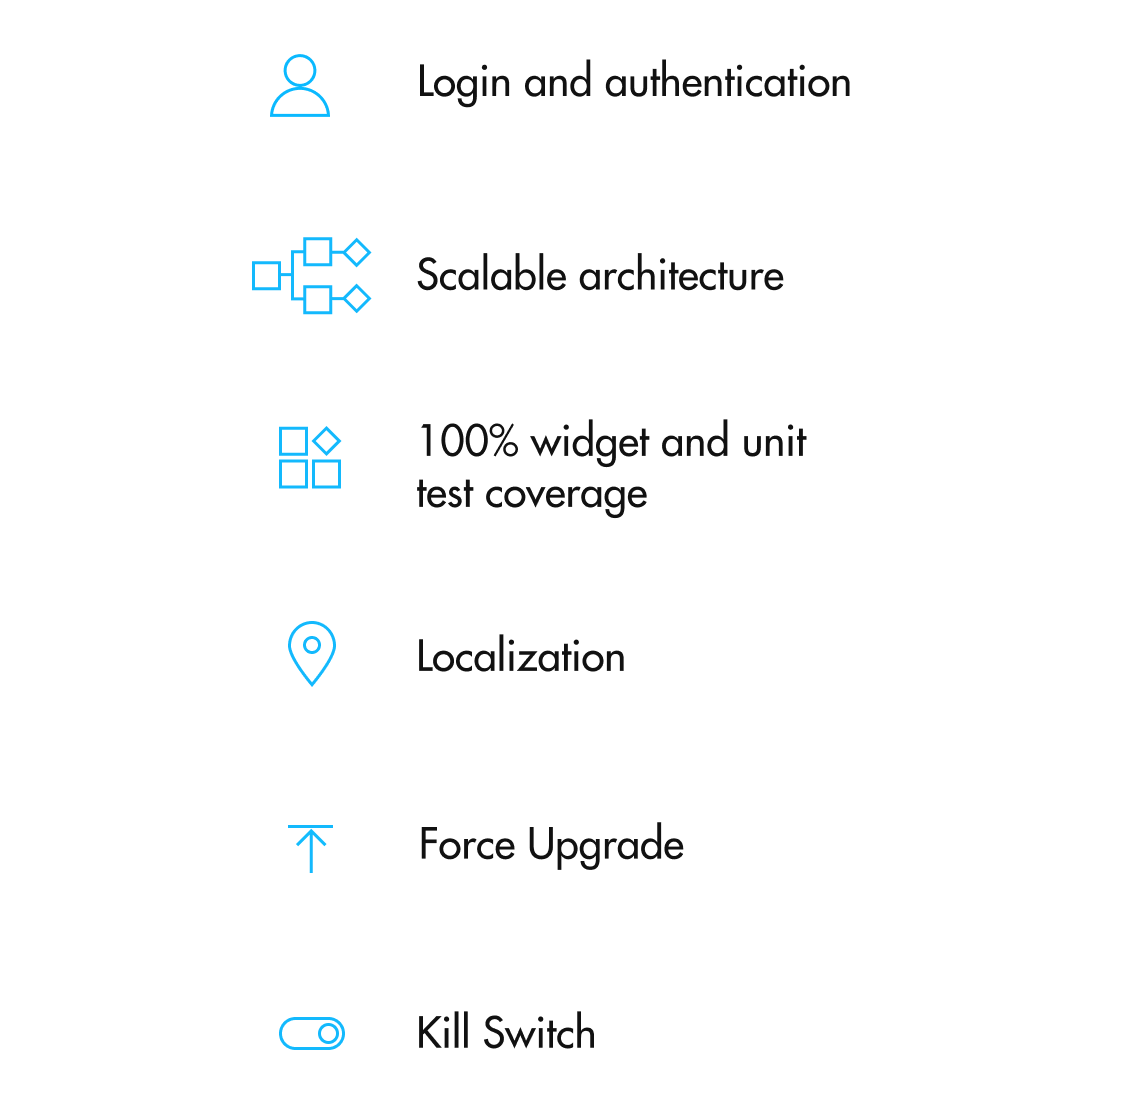 Login and authentication
Scalable architecture
100% widget and unit
test coverage
Localization
Force Upgrade
Kill Switch